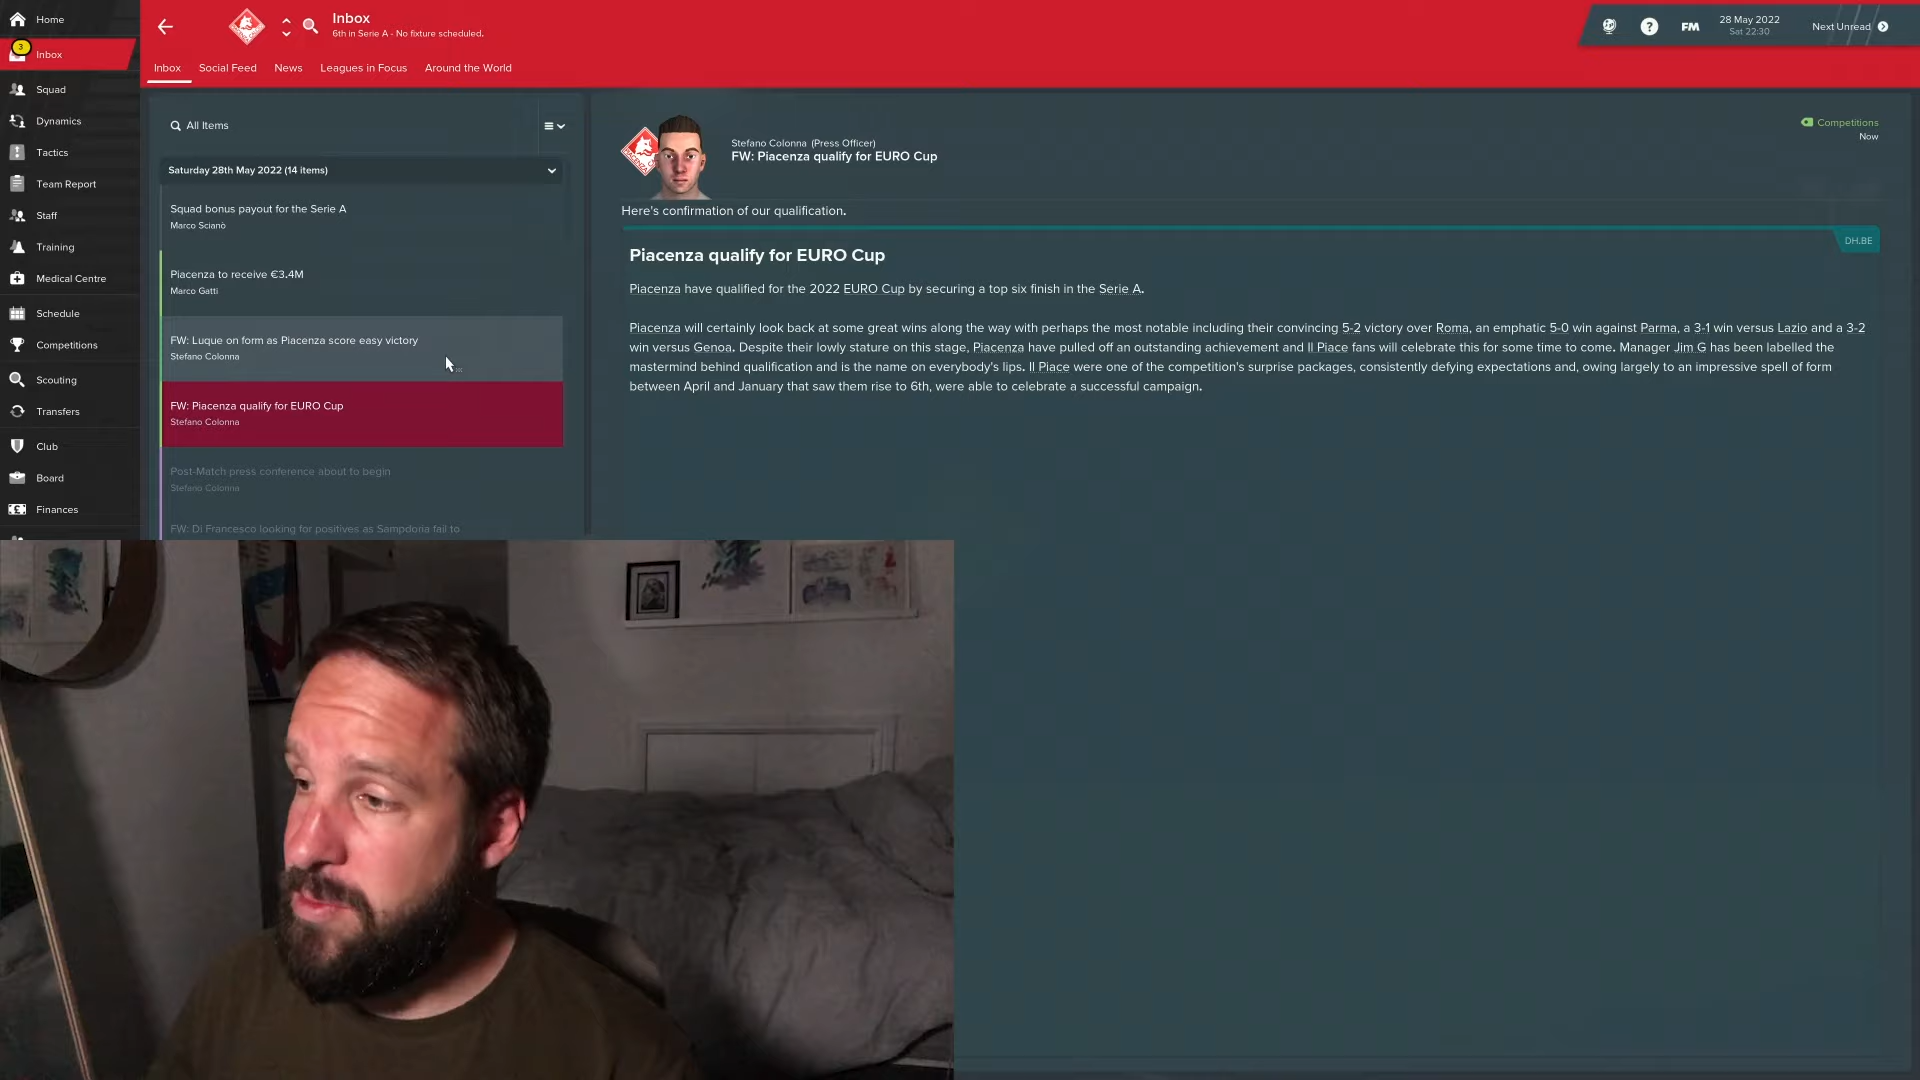 Home
3
Inbox
Squad
Dynamics
Tactics
Team Report
Staff
Training
Medical Centre
Schedule
Competitions
Scouting
Transfers
Club
Board
Finances
Inbox
6th in Serie A - No fixture scheduled.
Inbox Social Feed News Leagues in Focus Around the World
?
FM
28 May 2022
Sat 22:30
Next Unread
All Items
Saturday 28th May 2022 (14 items)
Squad bonus payout for the Serie A
Marco Scianò
Piacenza to receive €3.4M
Marco Gatti
FW: Luque on form as Piacenza score easy victory
Stefano Colonna
FW: Piacenza qualify for EURO Cup
Stefano Colonna
Post-Match press conference about to begin
Stefano Colonna
FW: Di Francesco looking for positives as Sampdoria fail to
Stefano Colonna (Press Officer)
FW: Piacenza qualify for EURO Cup
Competitions
Now
Here's confirmation of our qualification.
DH.BE
Piacenza qualify for EURO Cup
Piacenza have qualified for the 2022 EURO Cup by securing a top six finish in the Serie A.
Piacenza will certainly look back at some great wins along the way with perhaps the most notable including their convincing 5-2 victory over Roma, an emphatic 5-0 win against Parma, a 3-1 win versus Lazio and a 3-2
win versus Genoa. Despite their lowly stature on this stage, Piacenza have pulled off an outstanding achievement and Il Piace fans will celebrate this for some time to come. Manager Jim G has been labelled the
mastermind behind qualification and is the name on everybody's lips. Il Piace were one of the competition's surprise packages, consistently defying expectations and, owing largely to an impressive spell of form
between April and January that saw them rise to 6th, were able to celebrate a successful campaign.